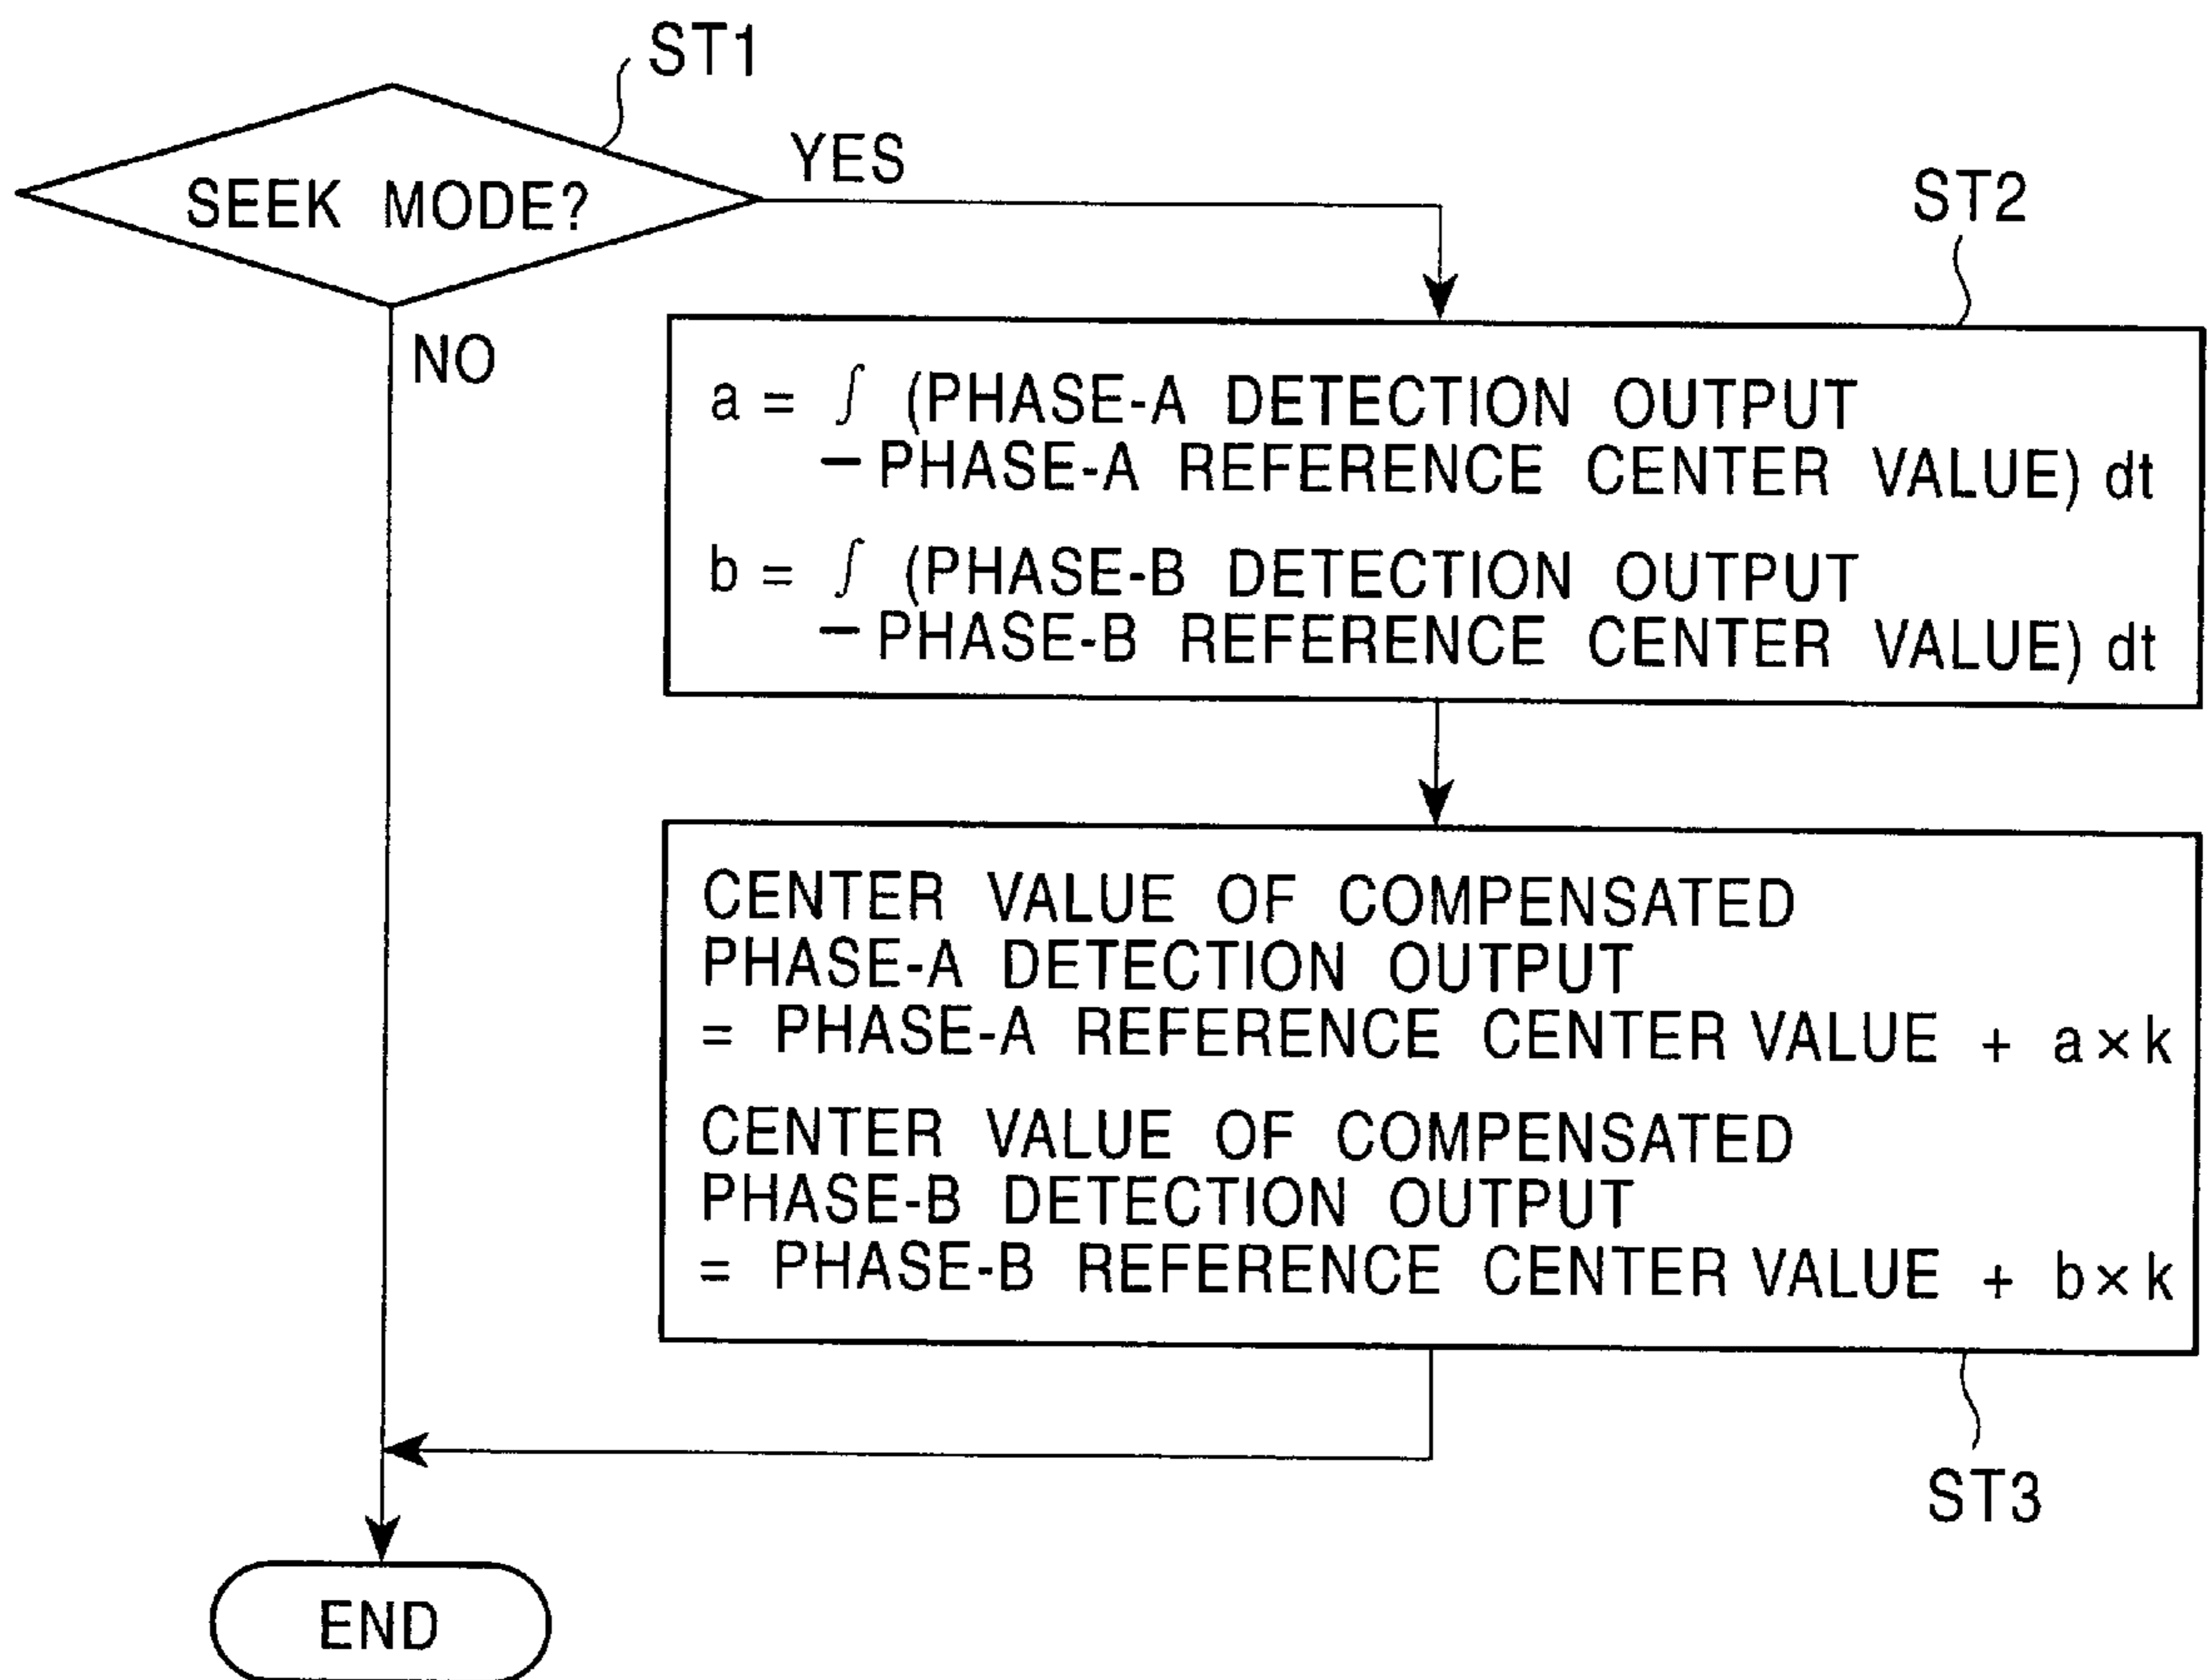 ST1
SEEK MODE?
YES
NO
ST2
a = ∫ (PHASE-A DETECTION OUTPUT
− PHASE-A REFERENCE CENTER VALUE) dt
b = ∫ (PHASE-B DETECTION OUTPUT
− PHASE-B REFERENCE CENTER VALUE) dt
CENTER VALUE OF COMPENSATED
PHASE-A DETECTION OUTPUT
= PHASE-A REFERENCE CENTER VALUE + a×k
CENTER VALUE OF COMPENSATED
PHASE-B DETECTION OUTPUT
= PHASE-B REFERENCE CENTER VALUE + b×k
ST3
END